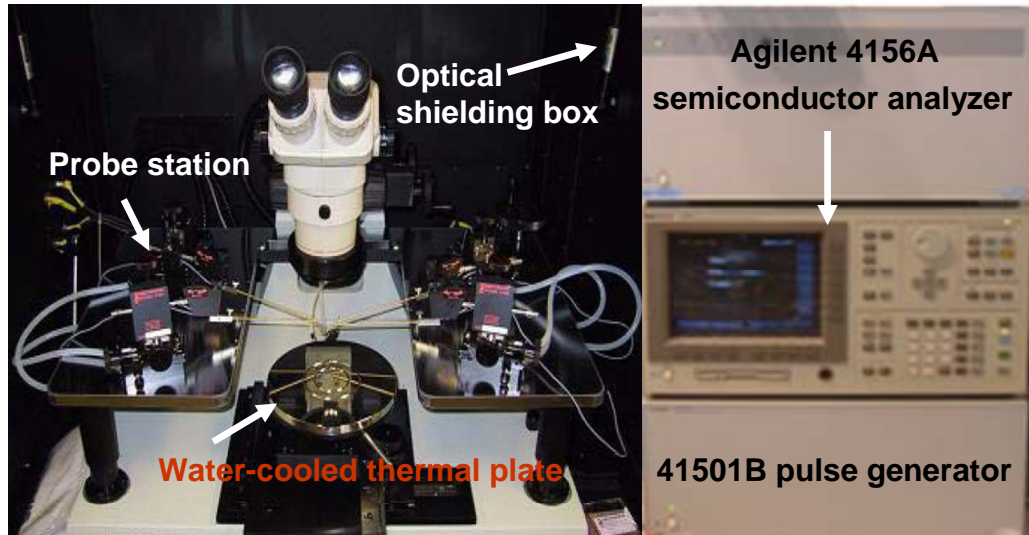 Optical
shielding box
Probe station
Water-cooled thermal plate
Agilent 4156A
semiconductor analyzer
41501B pulse generator